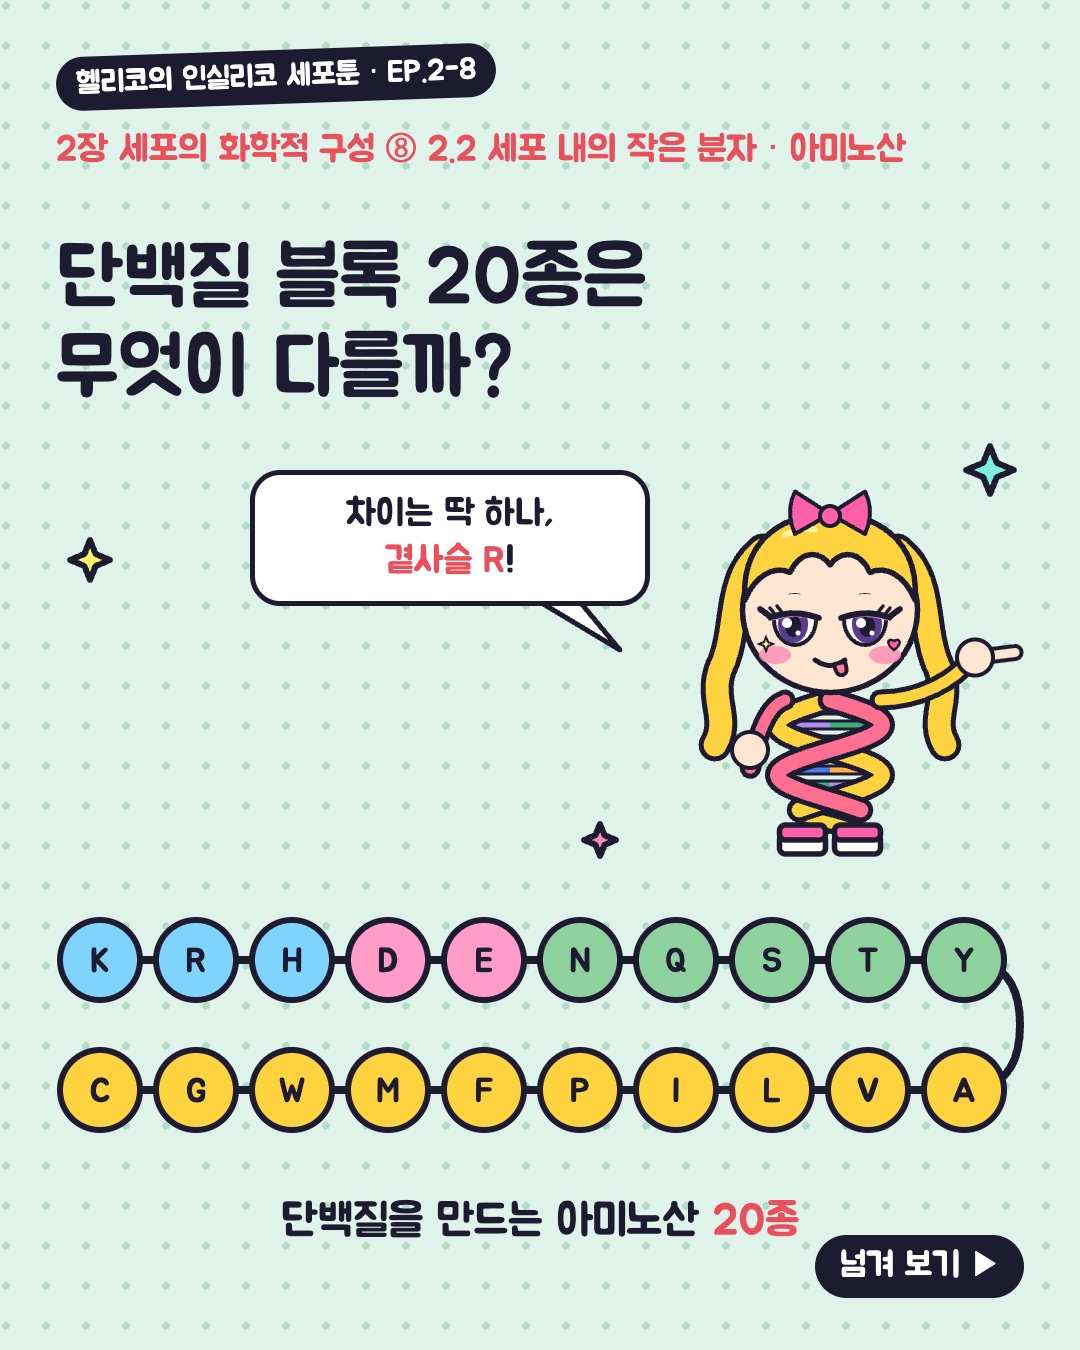 헬리코의 인실리코 세포툰 · EP.2-8
2장 세포의 화학적 구성 ⑧ 2.2 세포 내의 작은 분자 · 아미노산
단백질 블록 20종은
무엇이 다를까?
차이는 딱 하나,
곁사슬 R!
K R H D E N Q S T Y
C G W M F P I L V A
단백질을 만드는 아미노산 20종
넘겨 보기 ▶